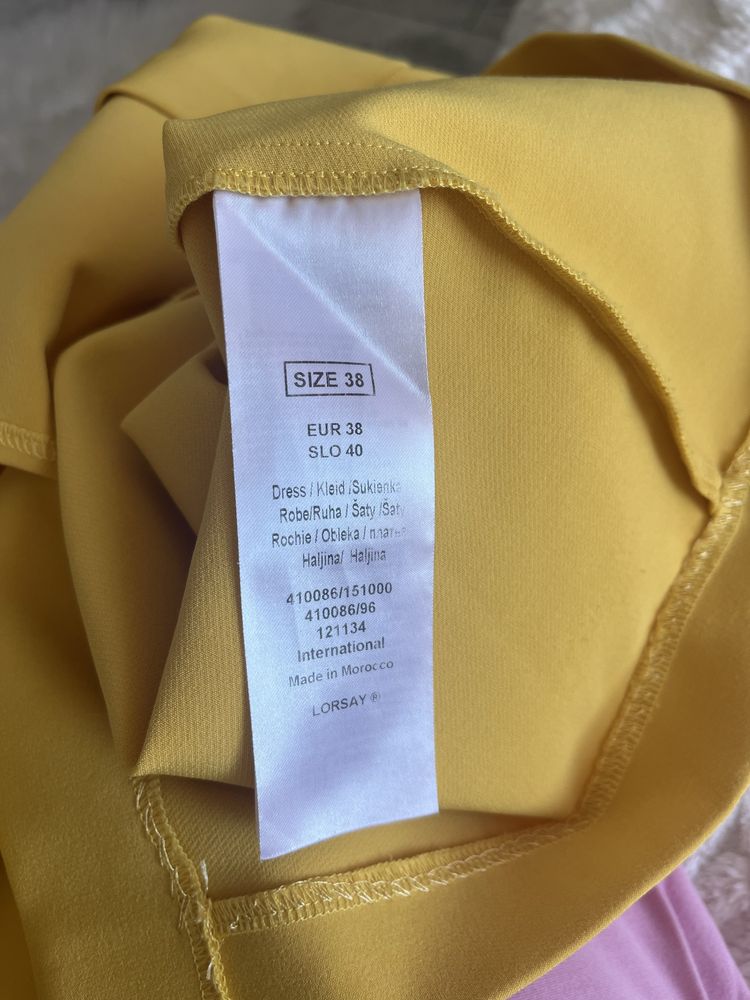 SIZE 38
EUR 38
SLO 40
Dress / Kleid /Sukienka
Robe/Ruha / Šaty /Šaty
Rochie / Obleka / платье
Haljina/ Haljina
410086/151000
410086/96
121134
International
Made in Morocco
LORSAY ®